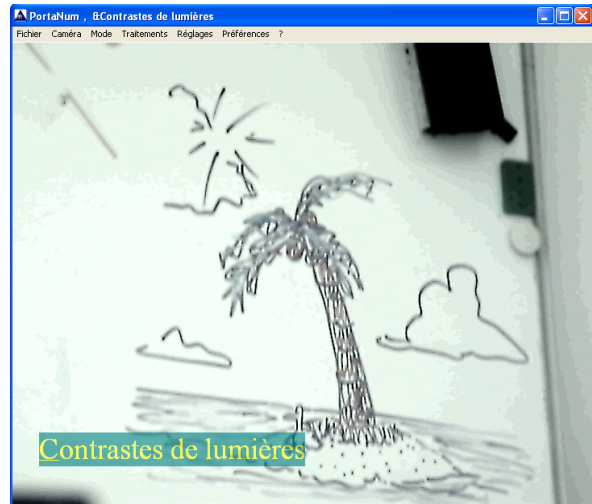 PortaNum , &Contrastes de lumières
Fichier Caméra Mode Traitements Réglages Préférences ?
Contrastes de lumières